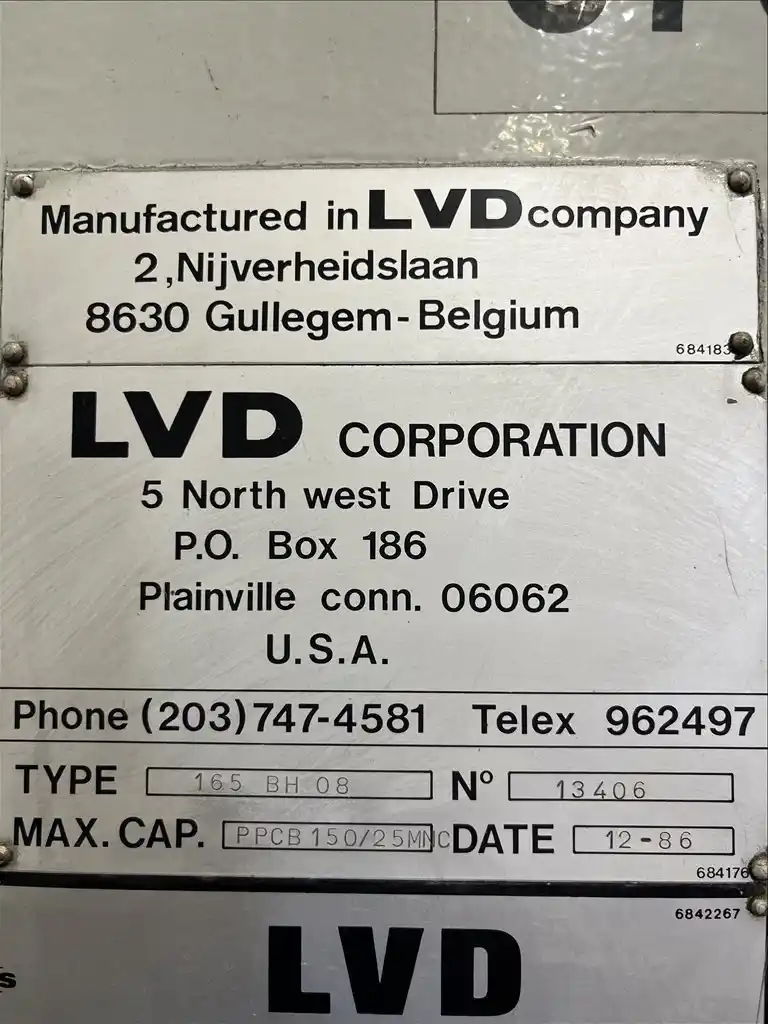 Manufactured in LVD company
2,Nijverheidslaan
8630 Gullegem-Belgium
LVD CORPORATION
5 North west Drive
P.O. Box 186
Plainville conn. 06062
U.S.A.
Phone (203) 747-4581 Telex 962497
TYPE 165 BH 08 Nº 13406
MAX. CAP. PPCB 150/25MNC DATE 12-86
684176
6842267
LVD